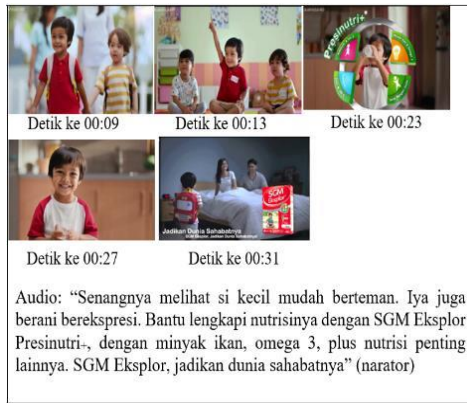 Presinutri+
Detik ke 00:09
Detik ke 00:13
Detik ke 00:23
SGM
Eksplor
Jadikan Dunia Sahabatnya
Detik ke 00:27
Detik ke 00:31
Audio: “Senangnya melihat si kecil mudah berteman. Iya juga
berani berekspresi. Bantu lengkapi nutrisinya dengan SGM Eksplor
Presinutri+, dengan minyak ikan, omega 3, plus nutrisi penting
lainnya. SGM Eksplor, jadikan dunia sahabatnya” (narator)